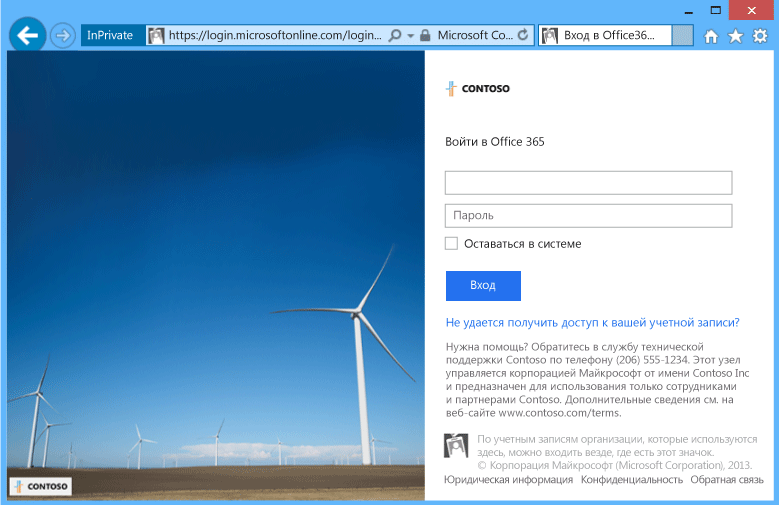 InPrivate
https://login.microsoftonline.com/login...
Microsoft Co...
Вход в Office36...
CONTOSO
Войти в Office 365
Пароль
Оставаться в системе
Вход
Не удается получить доступ к вашей учетной записи?
Нужна помощь? Обратитесь в службу технической
поддержки Contoso по телефону (206) 555-1234. Этот узел
управляется корпорацией Майкрософт от имени Contoso Inc
и предназначен для использования только сотрудниками
и партнерами Contoso. Дополнительные сведения см. на
веб-сайте www.contoso.com/terms.
По учетным записям организации, которые используются
здесь, можно входить везде, где есть этот значок.
© Корпорация Майкрософт (Microsoft Corporation), 2013.
Юридическая информация Конфиденциальность Обратная связь
CONTOSO